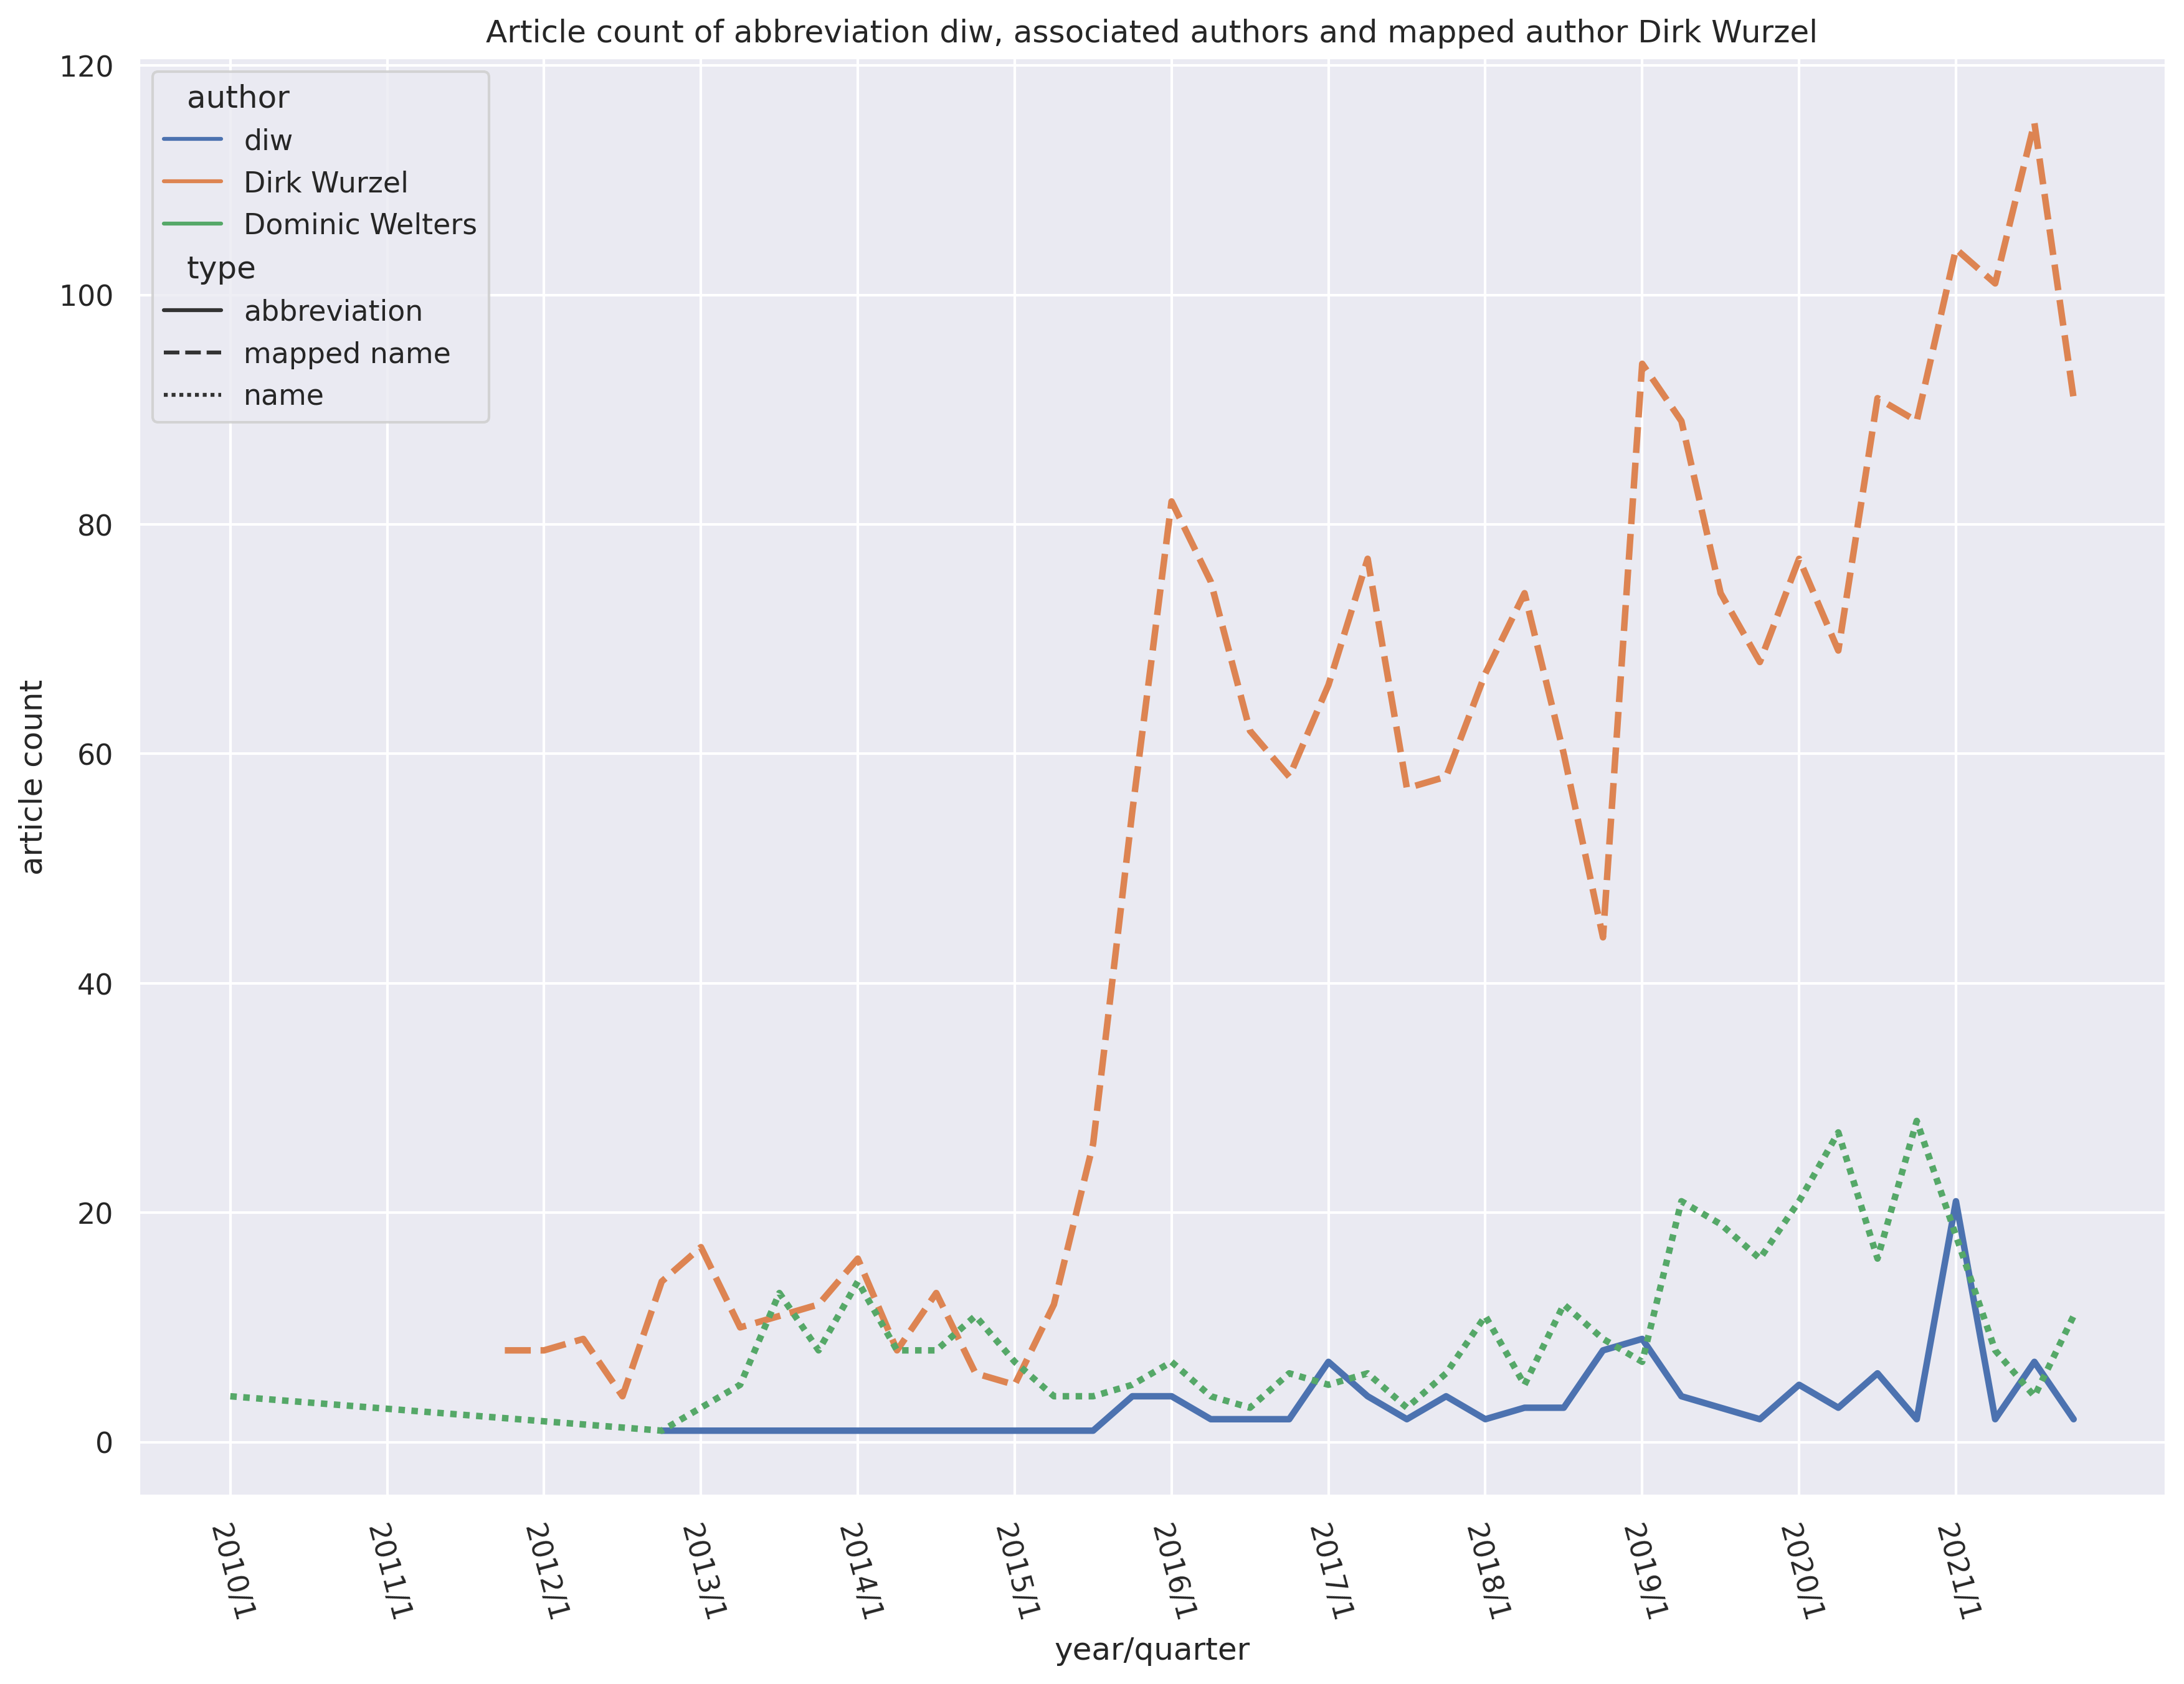 Article count of abbreviation diw, associated authors and mapped author Dirk Wurzel
author
diw
Dirk Wurzel
Dominic Welters
type
abbreviation
mapped name
name
article count
120
100
80
60
40
20
0
2010/1
2011/1
2012/1
2013/1
2014/1
2015/1
2016/1
2017/1
2018/1
2019/1
2020/1
2021/1
year/quarter